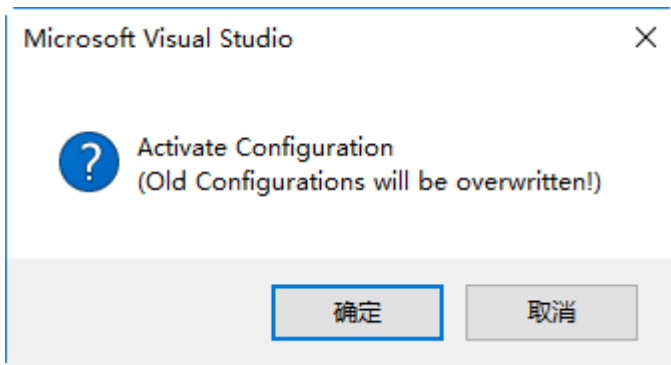 Microsoft Visual Studio
Activate Configuration
(Old Configurations will be overwritten!)
确定
取消